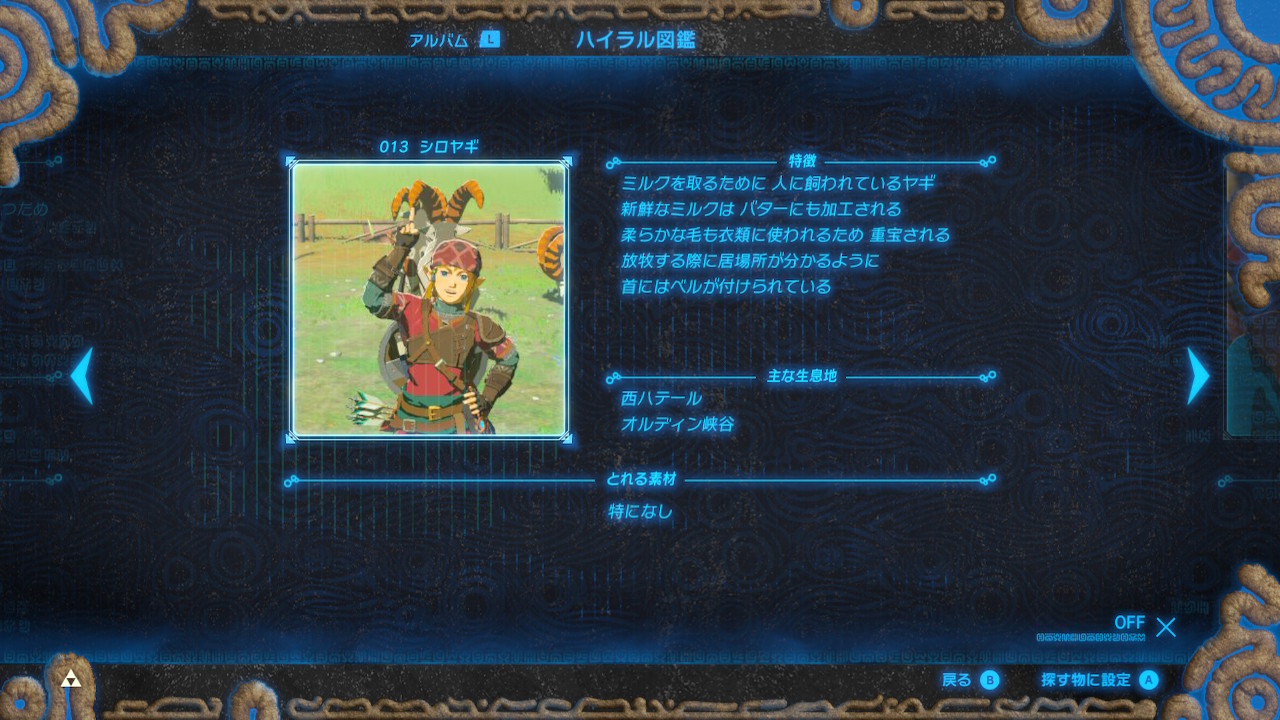 アルバム L
ハイラル図鑑
013 シロヤギ
特徴
ミルクを取るために 人に飼われているヤギ
新鮮なミルクは バターにも加工される
柔らかな毛も衣類に使われるため 重宝される
放牧する際に居場所が分かるように
首にはベルが付けられている
主な生息地
西ハテール
オルディン峡谷
とれる素材
特になし
OFF
戻る B
探す物に設定 A